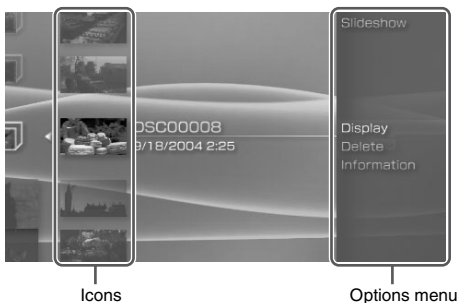 Slideshow
DSC00008
9/18/2004 2:25
Display
Delete
Information
Icons
Options menu